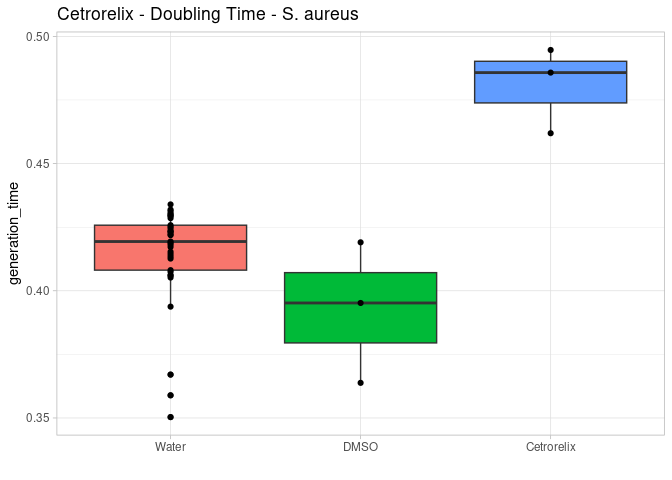 Cetrorelix - Doubling Time - S. aureus
generation_time
0.50
0.45
0.40
0.35
Water
DMSO
Cetrorelix